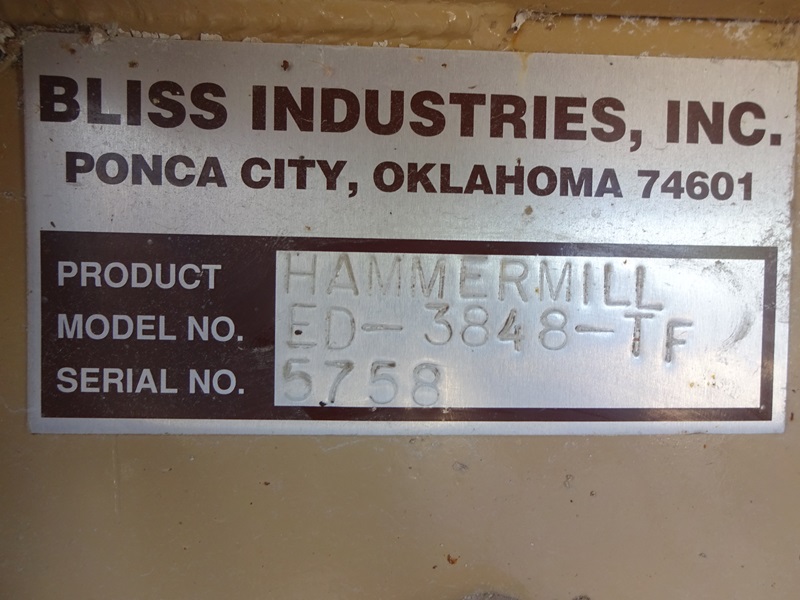 BLISS INDUSTRIES, INC.
PONCA CITY, OKLAHOMA 74601
PRODUCT HAMMERMILL
MODEL NO. ED-3848-TF
SERIAL NO. 5758